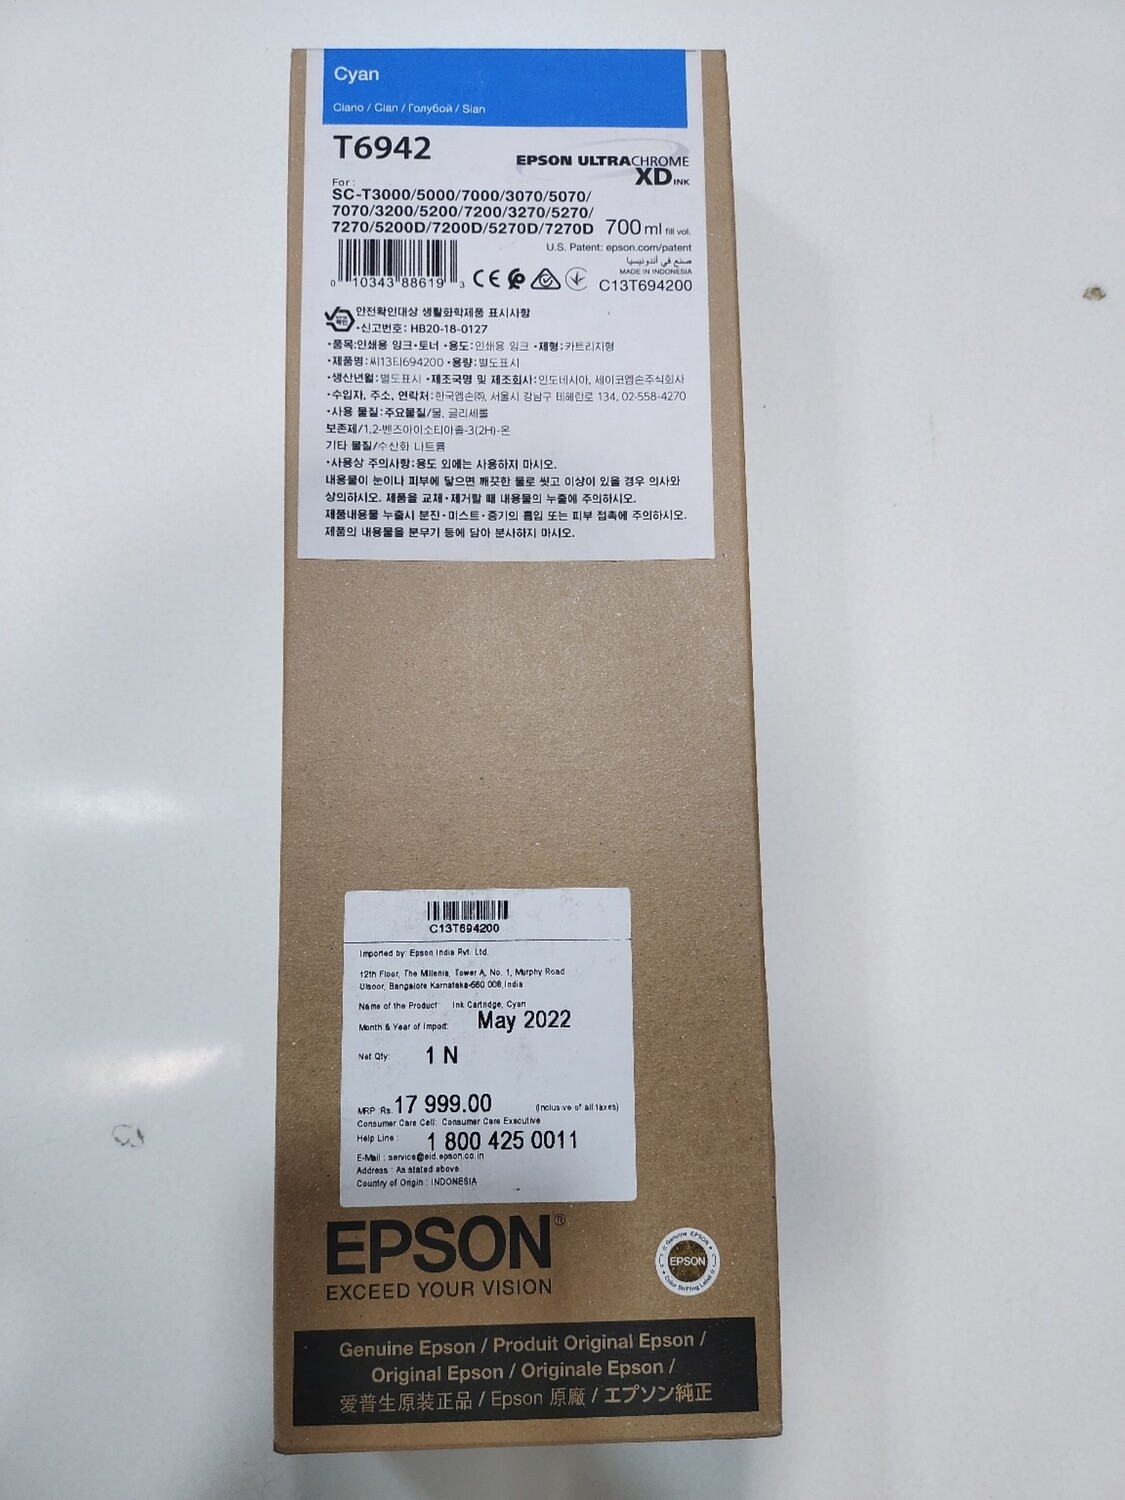 Cyan
Ciano / Cian / Голубой / Sian
T6942
EPSON ULTRACHROME
XD INK
For :
SC-T3000/5000/7000/3070/5070/
7070/3200/5200/7200/3270/5270/
7270/5200D/7200D/5270D/7270D 700 ml fill vol.
U.S. Patent: epson.com/patent
صنع في أندونيسيا
MADE IN INDONESIA
0 10343 88619 3
CE
C13T694200
안전확인대상 생활화학제품 표시사항
•신고번호: HB20-18-0127
•품목:인쇄용 잉크•토너 •용도:인쇄용 잉크 •제형:카트리지형
•제품명:씨13티694200 •용량:별도표시
•생산년월:별도표시 •제조국명 및 제조회사:인도네시아, 세이코엡손주식회사
•수입자, 주소, 연락처:한국엡손(주), 서울시 강남구 테헤란로 134, 02-558-4270
•사용 물질:주요물질/물, 글리세롤
보존제/1,2-벤즈아이소티아졸-3(2H)-온
기타 물질/수산화 나트륨
•사용상 주의사항:용도 외에는 사용하지 마시오.
내용물이 눈이나 피부에 닿으면 깨끗한 물로 씻고 이상이 있을 경우 의사와
상의하시오. 제품을 교체•제거할 때 내용물의 누출에 주의하시오.
제품내용물 누출시 분진•미스트•증기의 흡입 또는 피부 접촉에 주의하시오.
제품의 내용물을 분무기 등에 담아 분사하지 마시오.
C13T694200
Imported by: Epson India Pvt. Ltd.
12th Floor, The Millenia, Tower A, No. 1, Murphy Road
Ulsoor, Bangalore Karnataka-560 008, India
Name of the Product: Ink Cartridge, Cyan
Month & Year of Import: May 2022
Net Qty: 1 N
MRP :Rs. 17 999.00 (Inclusive of all taxes)
Consumer Care Cell: Consumer Care Executive
Help Line : 1 800 425 0011
E-Mail : service@eid.epson.co.in
Address : As stated above
Country of Origin : INDONESIA
EPSON®
EXCEED YOUR VISION
Genuine EPSON
EPSON
Color Shifting Label
Genuine Epson / Produit Original Epson /
Original Epson / Originale Epson /
爱普生原装正品 / Epson 原廠 / エプソン純正